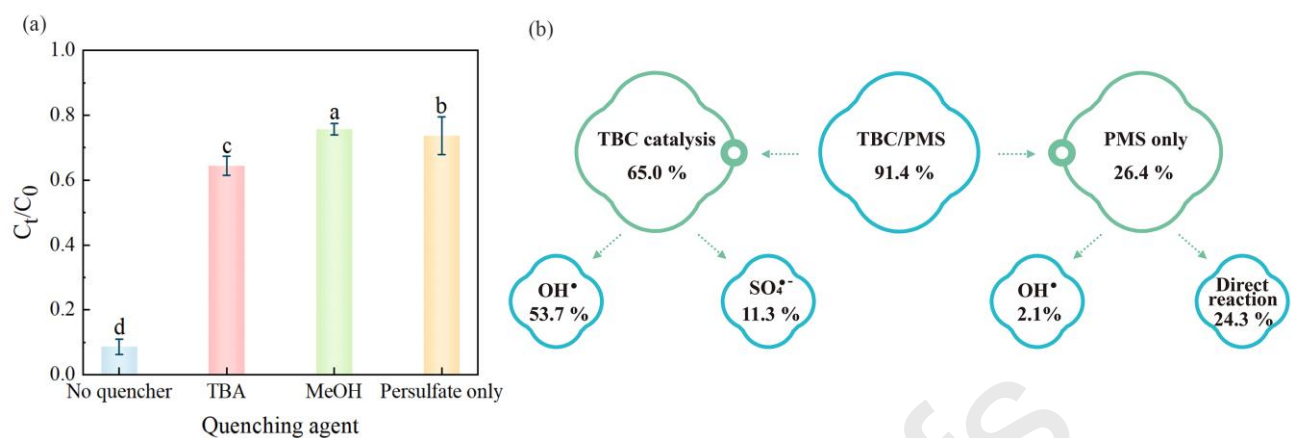 (a)
1.0
0.8
0.6
0.4
0.2
0.0
Cₜ/C₀
d
c
a
b
No quencher
TBA
MeOH
Persulfate only
Quenching agent
(b)
TBC catalysis
65.0 %
TBC/PMS
91.4 %
PMS only
26.4 %
OH•
53.7 %
SO₄•⁻
11.3 %
OH•
2.1%
Direct
reaction
24.3 %